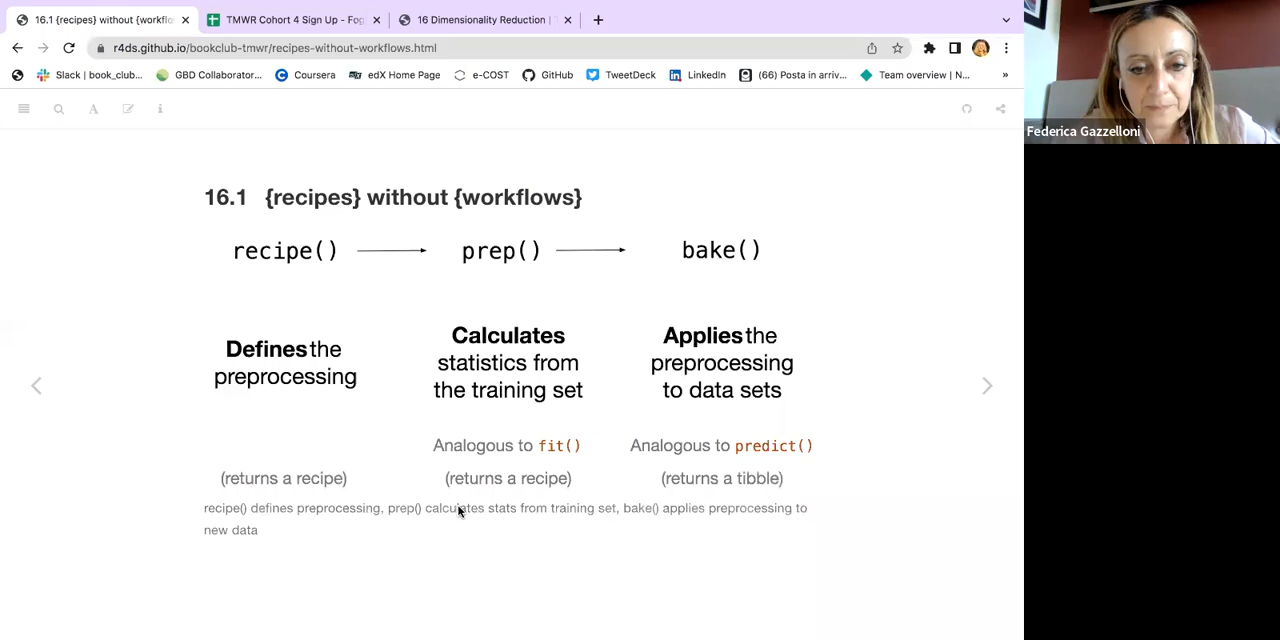 16.1 {recipes} without {workflo
TMWR Cohort 4 Sign Up - Fog
16 Dimensionality Reduction |
r4ds.github.io/bookclub-tmwr/recipes-without-workflows.html
Slack | book_club...
GBD Collaborator...
Coursera
edX Home Page
e-COST
GitHub
TweetDeck
LinkedIn
(66) Posta in arriv...
Team overview | N...
»
Federica Gazzelloni
16.1 {recipes} without {workflows}
recipe() prep() bake()
Defines the
preprocessing
Calculates
statistics from
the training set
Applies the
preprocessing
to data sets
Analogous to fit()
Analogous to predict()
(returns a recipe)
(returns a recipe)
(returns a tibble)
recipe() defines preprocessing, prep() calculates stats from training set, bake() applies preprocessing to
new data